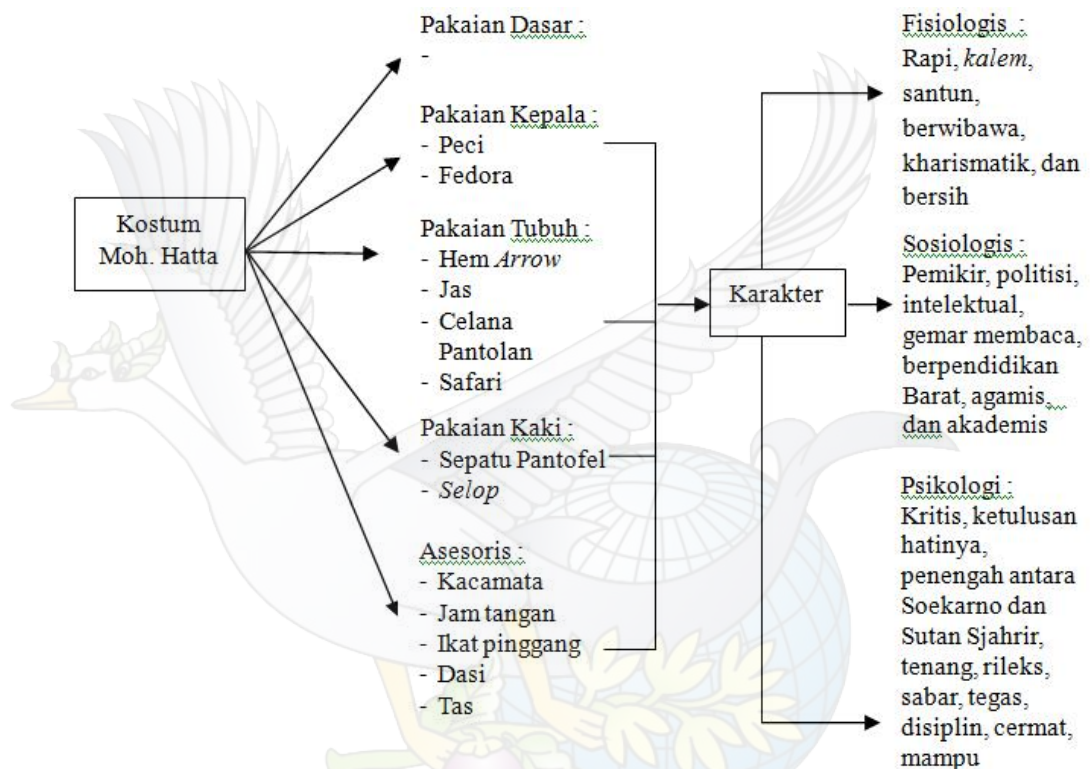 Kostum
Moh. Hatta
Pakaian Dasar :
-
Pakaian Kepala :
- Peci
- Fedora
Pakaian Tubuh :
- Hem Arrow
- Jas
- Celana
Pantolan
- Safari
Pakaian Kaki :
- Sepatu Pantofel
- Selop
Asesoris :
- Kacamata
- Jam tangan
- Ikat pinggang
- Dasi
- Tas
Karakter
Fisiologis :
Rapi, kalem,
santun,
berwibawa,
kharismatik, dan
bersih
Sosiologis :
Pemikir, politisi,
intelektual,
gemar membaca,
berpendidikan
Barat, agamis,
dan akademis
Psikologi :
Kritis, ketulusan
hatinya,
penengah antara
Soekarno dan
Sutan Sjahrir,
tenang, rileks,
sabar, tegas,
disiplin, cermat,
mampu